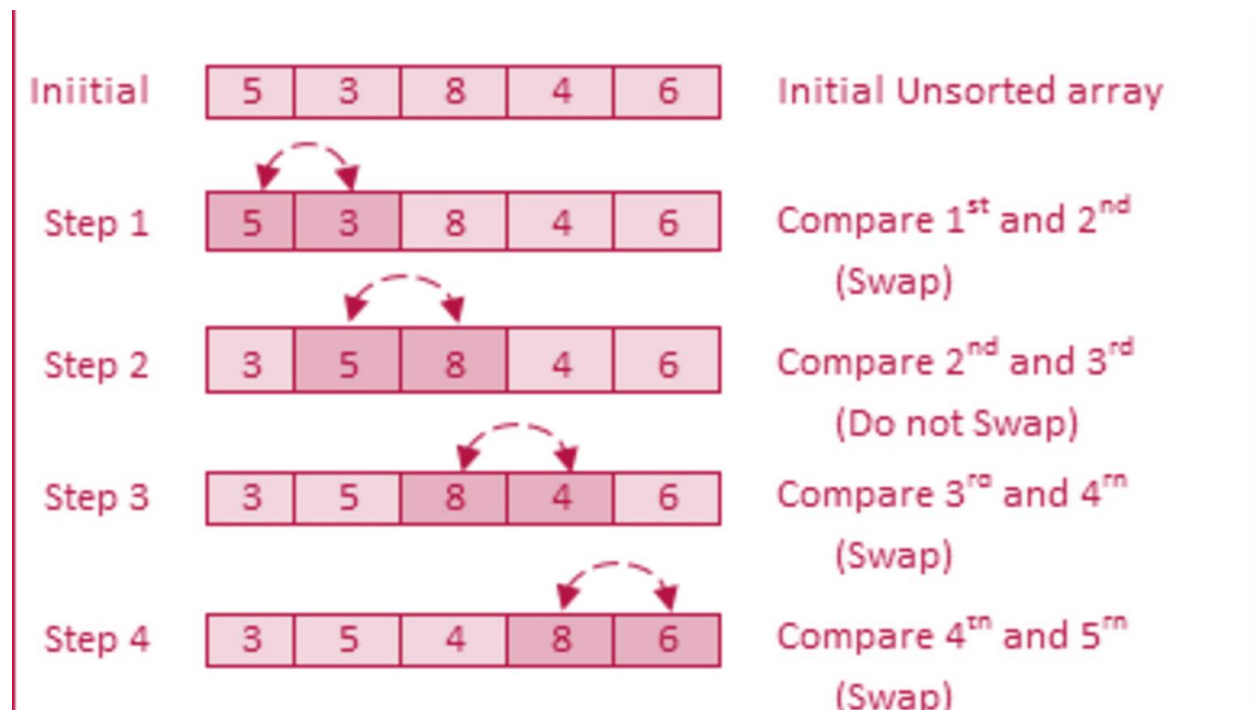 Iniitial 5 3 8 4 6 Initial Unsorted array
Step 1 5 3 8 4 6 Compare 1st and 2nd
(Swap)
Step 2 3 5 8 4 6 Compare 2nd and 3rd
(Do not Swap)
Step 3 3 5 8 4 6 Compare 3rd and 4rn
(Swap)
Step 4 3 5 4 8 6 Compare 4th and 5rn
(Swap)